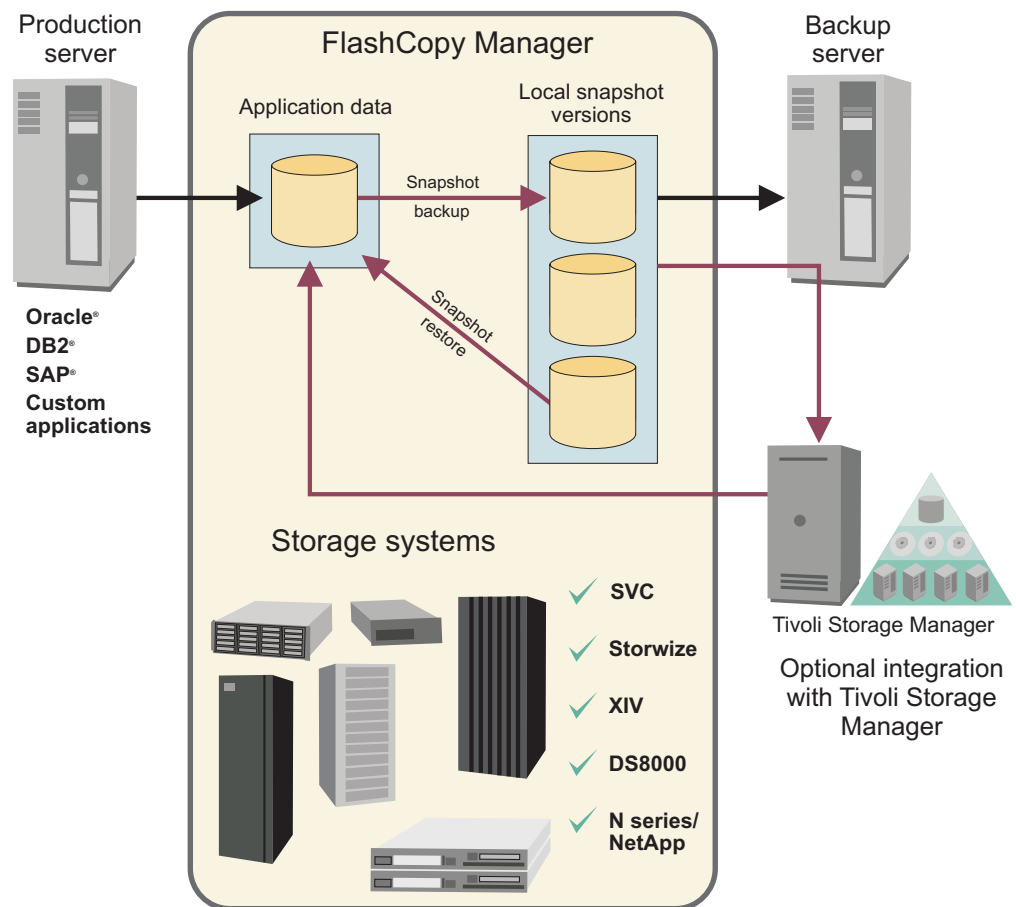 Production
server
FlashCopy Manager
Backup
server
Application data
Local snapshot
versions
Snapshot
backup
Snapshot
restore
Oracle®
DB2®
SAP®
Custom
applications
Storage systems
SVC
Storwize
XIV
DS8000
N series/
NetApp
Tivoli Storage Manager
Optional integration
with Tivoli Storage
Manager